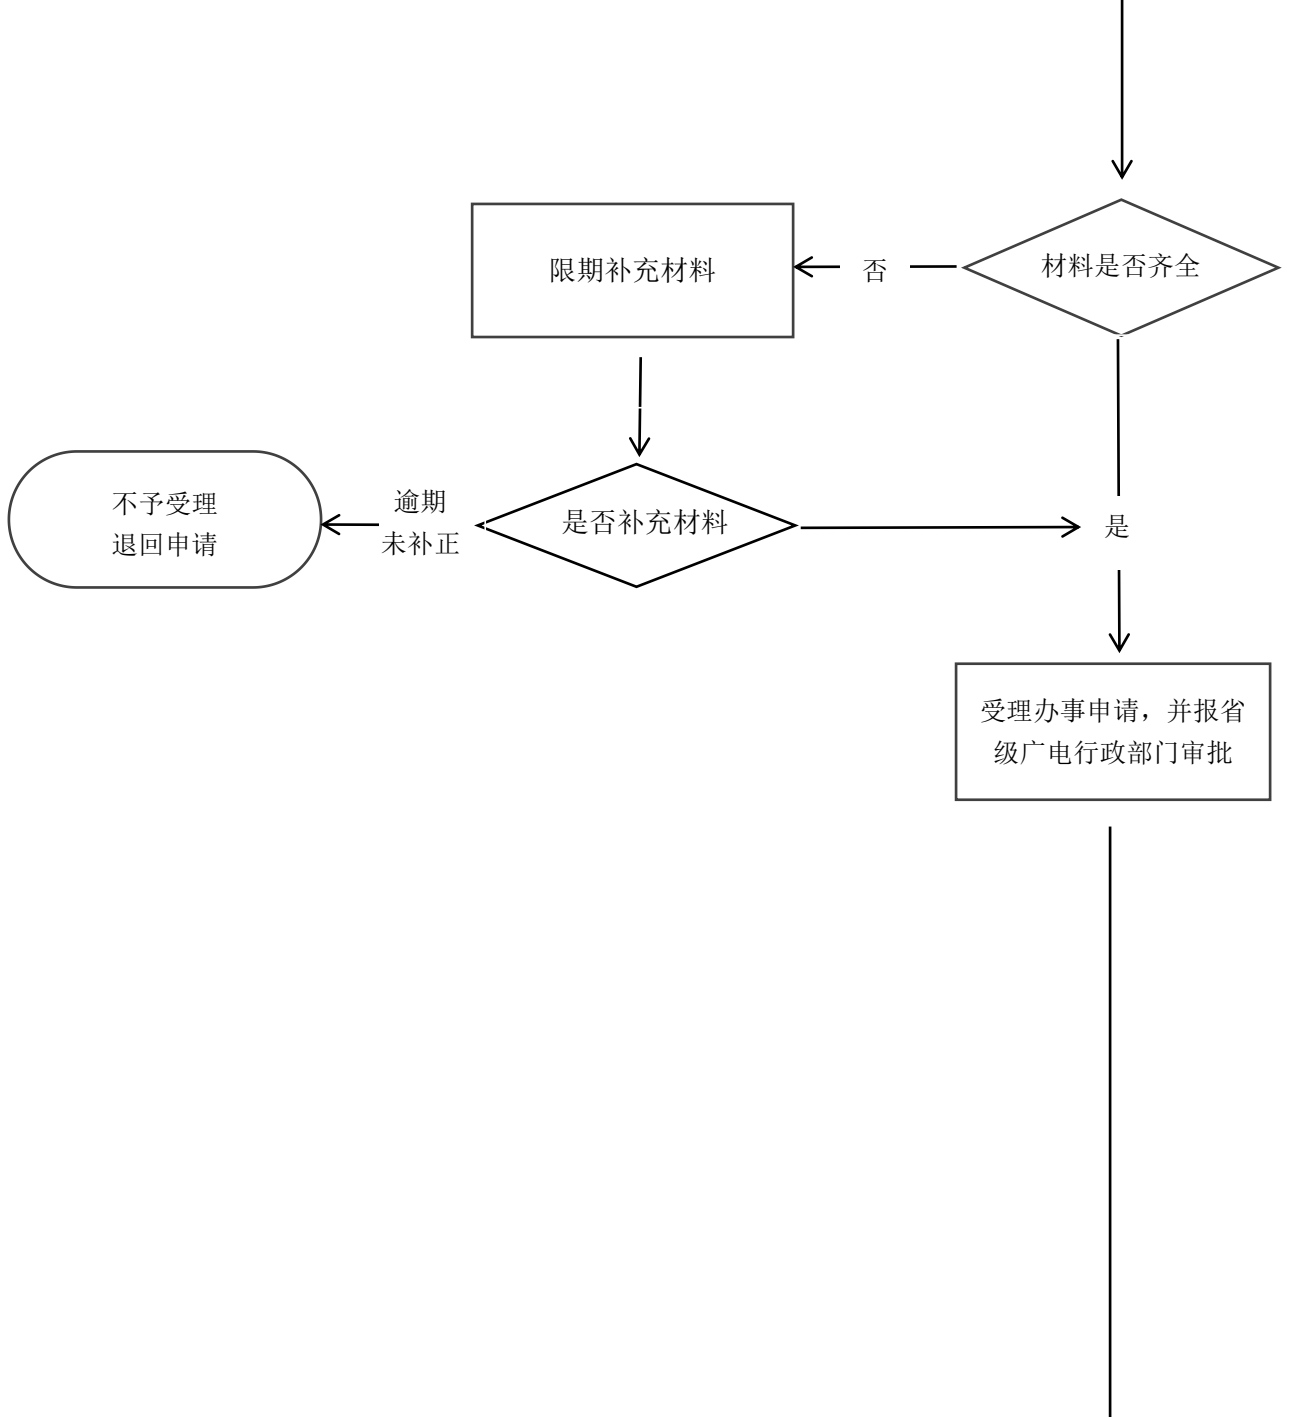 材料是否齐全
否
限期补充材料
是否补充材料
逾期
未补正
不予受理
退回申请
是
受理办事申请，并报省
级广电行政部门审批